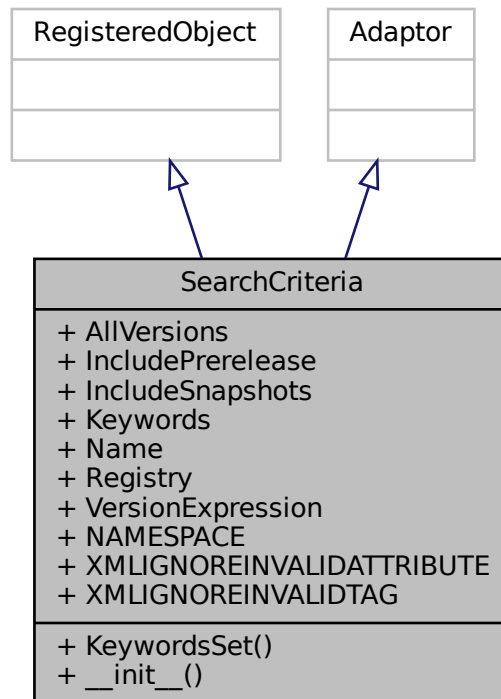 RegisteredObject
Adaptor
SearchCriteria
+ AllVersions
+ IncludePrerelease
+ IncludeSnapshots
+ Keywords
+ Name
+ Registry
+ VersionExpression
+ NAMESPACE
+ XMLIGNOREINVALIDATTRIBUTE
+ XMLIGNOREINVALIDTAG
+ KeywordsSet()
+ __init__()